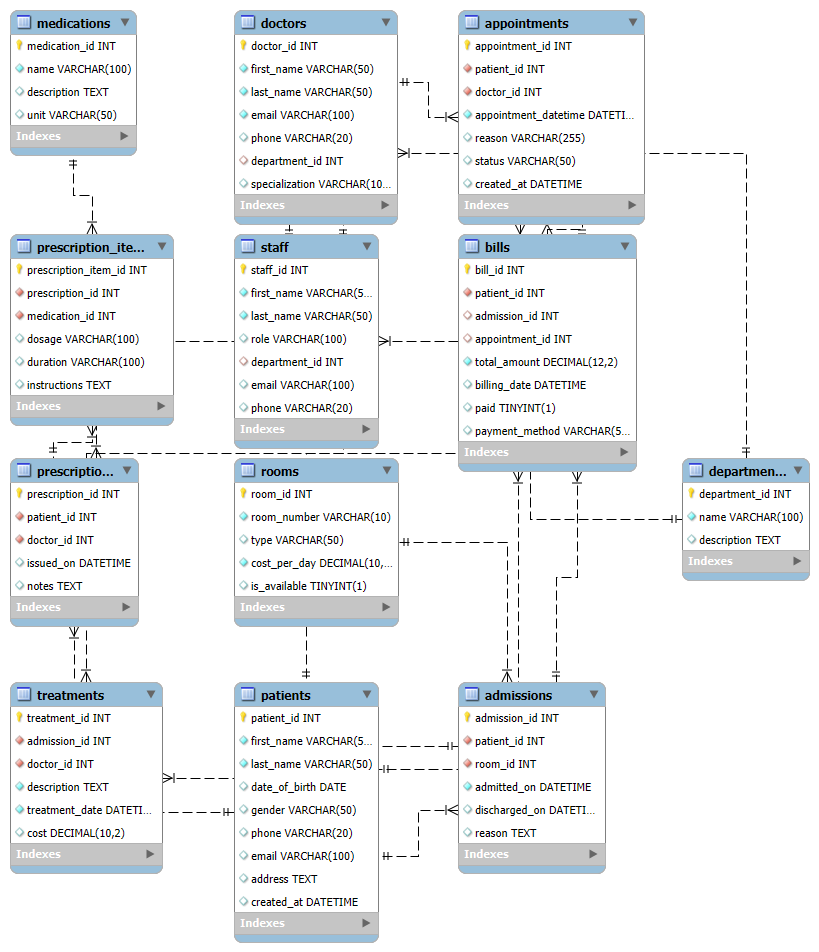 medications
medication_id INT
name VARCHAR(100)
description TEXT
unit VARCHAR(50)
Indexes
doctors
doctor_id INT
first_name VARCHAR(50)
last_name VARCHAR(50)
email VARCHAR(100)
phone VARCHAR(20)
department_id INT
specialization VARCHAR(10...
Indexes
appointments
appointment_id INT
patient_id INT
doctor_id INT
appointment_datetime DATETI...
reason VARCHAR(255)
status VARCHAR(50)
created_at DATETIME
Indexes
prescription_ite...
prescription_item_id INT
prescription_id INT
medication_id INT
dosage VARCHAR(100)
duration VARCHAR(100)
instructions TEXT
Indexes
staff
staff_id INT
first_name VARCHAR(5...
last_name VARCHAR(50)
role VARCHAR(100)
department_id INT
email VARCHAR(100)
phone VARCHAR(20)
Indexes
bills
bill_id INT
patient_id INT
admission_id INT
appointment_id INT
total_amount DECIMAL(12,2)
billing_date DATETIME
paid TINYINT(1)
payment_method VARCHAR(5...
Indexes
prescriptio...
prescription_id INT
patient_id INT
doctor_id INT
issued_on DATETIME
notes TEXT
Indexes
rooms
room_id INT
room_number VARCHAR(10)
type VARCHAR(50)
cost_per_day DECIMAL(10,...
is_available TINYINT(1)
Indexes
departmen...
department_id INT
name VARCHAR(100)
description TEXT
Indexes
treatments
treatment_id INT
admission_id INT
doctor_id INT
description TEXT
treatment_date DATETI...
cost DECIMAL(10,2)
Indexes
patients
patient_id INT
first_name VARCHAR(5...
last_name VARCHAR(50)
date_of_birth DATE
gender VARCHAR(50)
phone VARCHAR(20)
email VARCHAR(100)
address TEXT
created_at DATETIME
Indexes
admissions
admission_id INT
patient_id INT
room_id INT
admitted_on DATETIME
discharged_on DATETI...
reason TEXT
Indexes